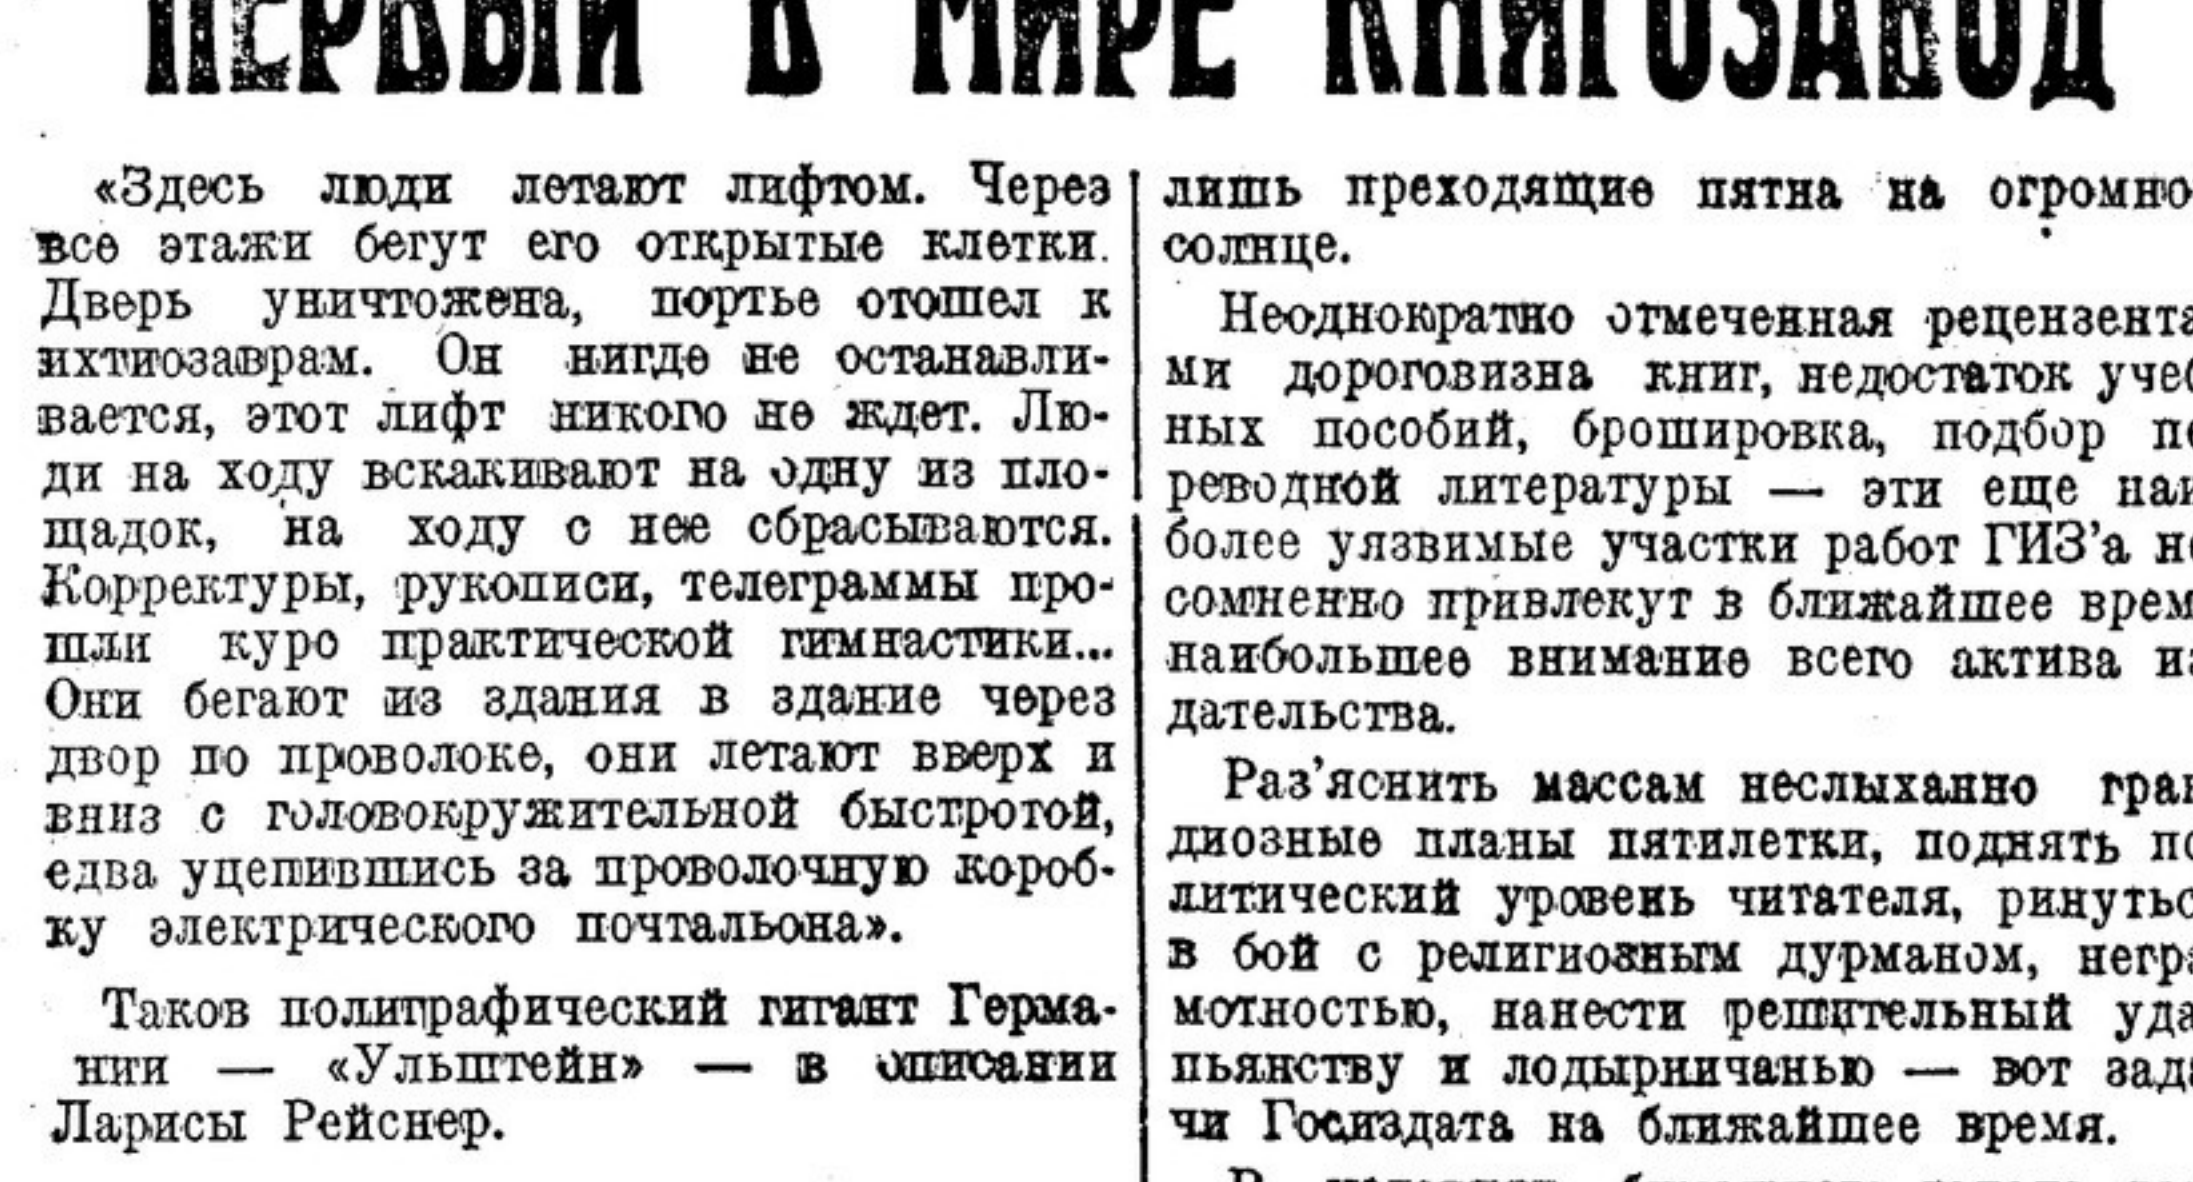 ПЕРВЫЙ В МИРЕ КНИГОЗАВОД
«Здесь люди летают лифтом. Через
все этажи бегут его открытые клетки.
Дверь уничтожена, портье отошел к
ихтиозаврам. Он нигде не останавли-
вается, этот лифт никого не ждет. Лю-
ди на ходу вскакивают на одну из пло-
щадок, на ходу с нее сбрасываются.
Корректуры, рукописи, телеграммы про-
шли куро практической гимнастики...
Они бегают из здания в здание через
двор по проволоке, они летают вверх и
вниз с головокружительной быстротой,
едва уцепившись за проволочную короб-
ку электрического почтальона».
Таков политрафический гигант Герма-
нии — «Ульштейн» — в описании
Ларисы Рейснер.
лишь преходящие пятна на огромно
солнце.
Неоднократно отмеченная рецензента
ми дороговизна книг, недостаток учеб
ных пособий, брошировка, подбор пе
реводной литературы — эти еще наи
более уязвимые участки работ ГИЗ'а не
сомненно привлекут в ближайшее врем
наибольшее внимание всего актива из
дательства.
Раз'яснить массам неслыханно гран
диозные планы пятилетки, поднять по
литический уровень читателя, ринутьс
в бой с религиозным дурманом, негра
мотностью, нанести решительный уда
пьянству и лодырничанью — вот зада
чи Госиздата на ближайшее время.